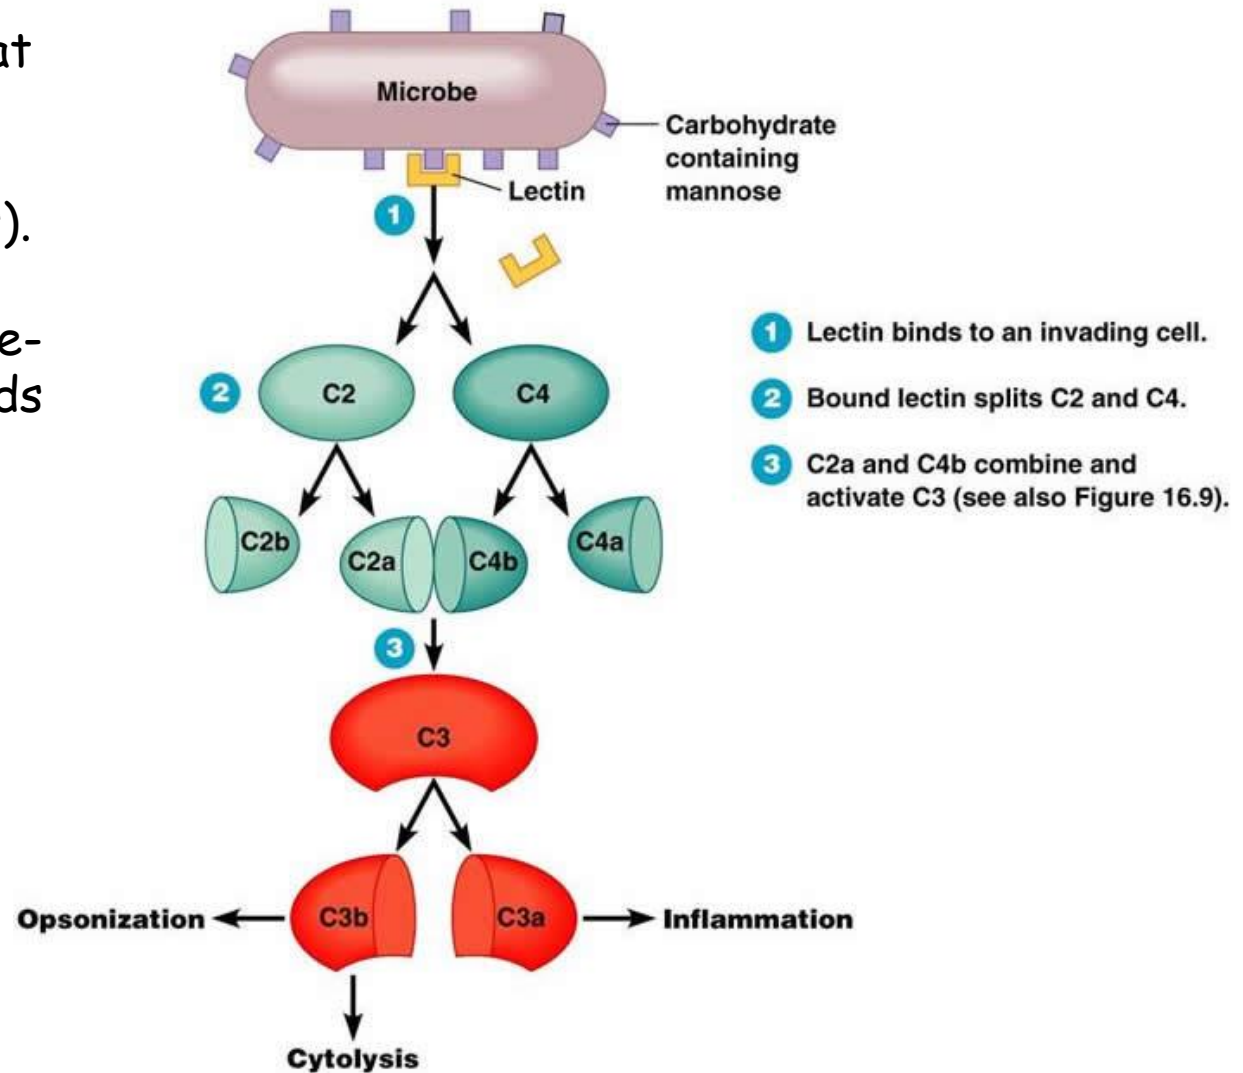 at
).
e-
ds
Microbe
Carbohydrate
containing
mannose
Lectin
1
2
C2
C4
1 Lectin binds to an invading cell.
2 Bound lectin splits C2 and C4.
3 C2a and C4b combine and
activate C3 (see also Figure 16.9).
C2b
C2a
C4b
C4a
3
C3
Opsonization
C3b
C3a
Inflammation
Cytolysis